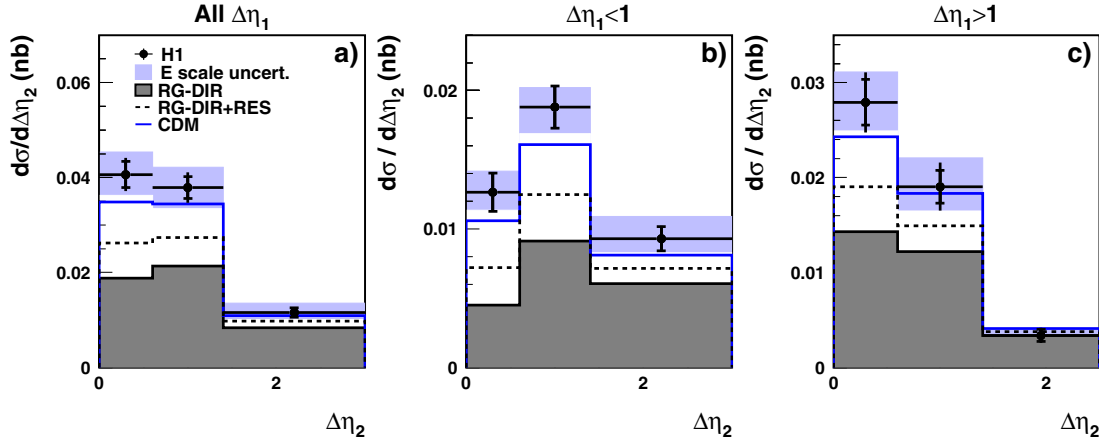 All Δη1
a)
dσ/dΔη2 (nb)
H1
E scale uncert.
RG-DIR
RG-DIR+RES
CDM
0.06
0.04
0.02
0
0
2
Δη2
Δη1<1
b)
dσ / dΔη2 (nb)
0.02
0.01
0
0
2
Δη2
Δη1>1
c)
dσ / dΔη2 (nb)
0.03
0.02
0.01
0
0
2
Δη2